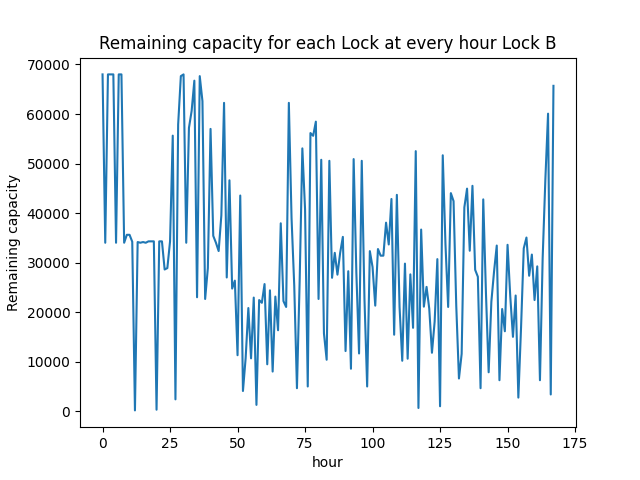 Remaining capacity for each Lock at every hour Lock B
70000
60000
50000
40000
30000
20000
10000
0
Remaining capacity
0 25 50 75 100 125 150 175
hour